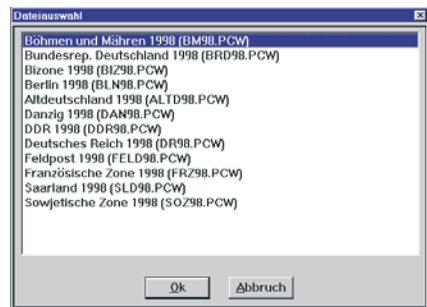 Dateiauswahl
Böhmen und Mähren 1998 (BM98.PCW)
Bundesrep. Deutschland 1998 (BRD98.PCW)
Bizone 1998 (BIZ98.PCW)
Berlin 1998 (BLN98.PCW)
Altdeutschland 1998 (ALTD98.PCW)
Danzig 1998 (DAN98.PCW)
DDR 1998 (DDR98.PCW)
Deutsches Reich 1998 (DR98.PCW)
Feldpost 1998 (FELD98.PCW)
Französische Zone 1998 (FRZ98.PCW)
Saarland 1998 (SLD98.PCW)
Sowjetische Zone 1998 (SOZ98.PCW)
Ok Abbruch